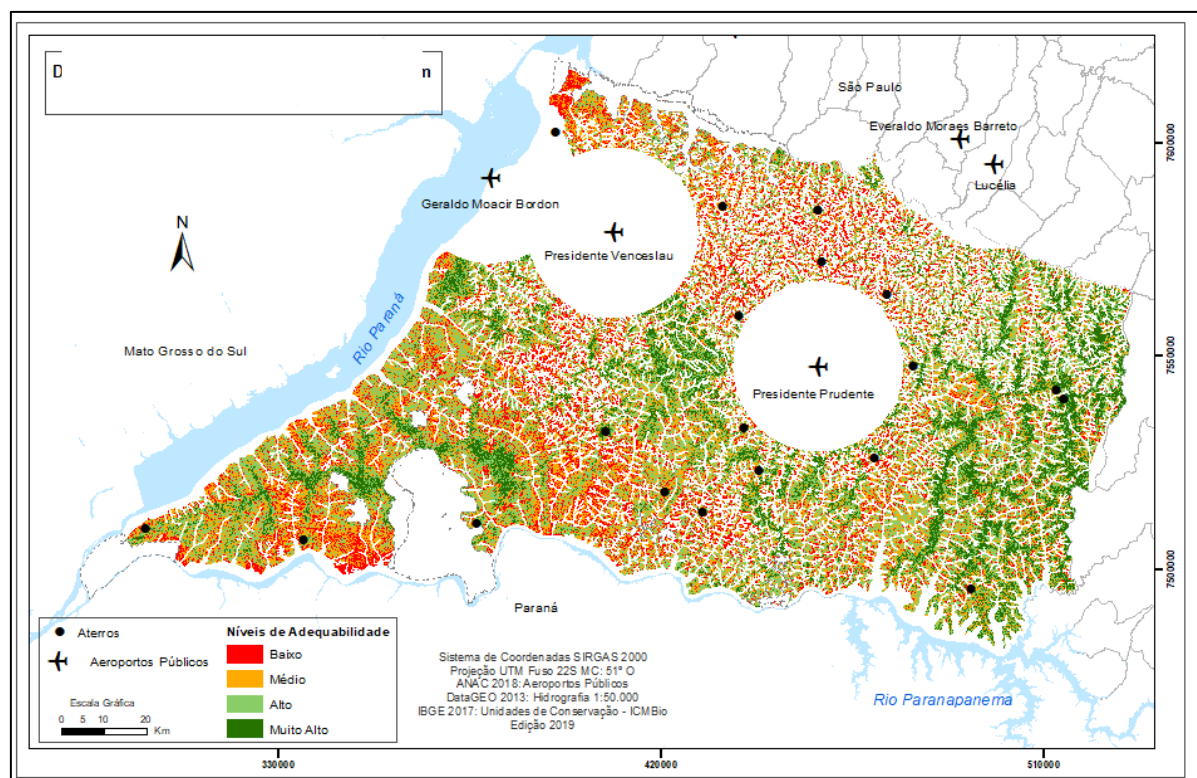 D
n
São Paulo
Everaldo Moraes Barreto
Lucélia
Geraldo Moacir Bordon
Presidente Venceslau
N
Rio Paraná
Mato Grosso do Sul
Presidente Prudente
Paraná
Rio Paranapanema
7600000
7550000
7500000
Aterros
Aeroportos Públicos
Escala Gráfica
0 5 10 20
Km
Níveis de Adequabilidade
Baixo
Médio
Alto
Muito Alto
Sistema de Coordenadas SIRGAS 2000
Projeção UTM Fuso 22S MC: 51º O
ANAC 2018: Aeroportos Públicos
DataGEO 2013: Hidrografia 1:50.000
IBGE 2017: Unidades de Conservação - ICMBio
Edição 2019
330000
420000
510000